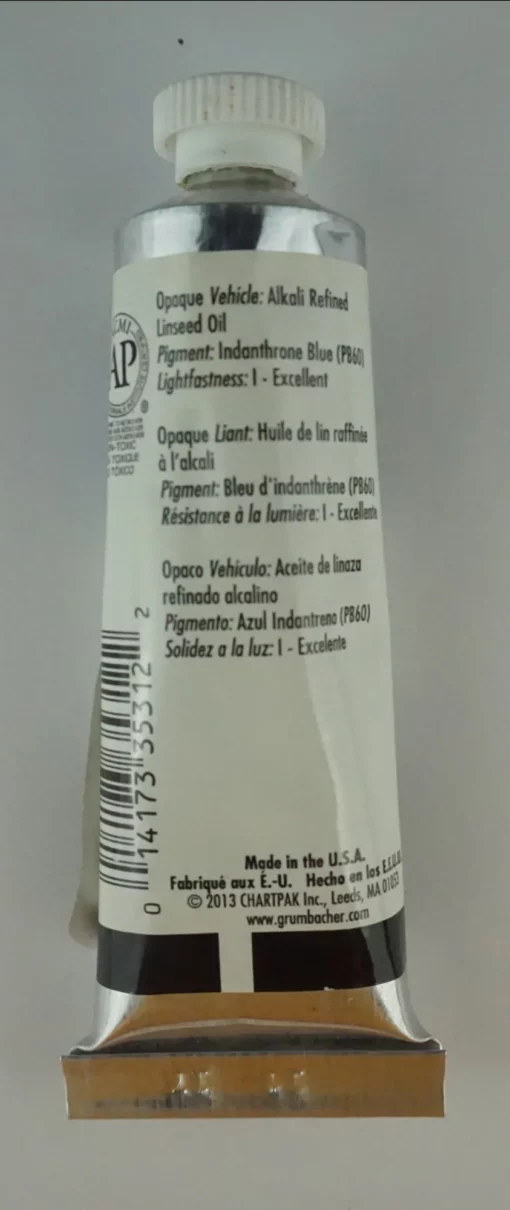 Opaque Vehicle: Alkali Refined
Linseed Oil
Pigment: Indanthrone Blue (PB60)
Lightfastness: I - Excellent
Opaque Liant: Huile de lin raffinée
à l'alcali
Pigment: Bleu d'indanthrène (PB60)
Résistance à la lumière: I - Excellente
Opaco Vehículo: Aceite de linaza
refinado alcalino
Pigmento: Azul Indantreno (PB60)
Solidez a la luz: I - Excelente
AP
TOXIC
TOXIQUE
TÓXICO
0 14173 35312 2
Made in the U.S.A.
Fabriqué aux É.-U. Hecho en los E.E.U.U.
© 2013 CHARTPAK Inc., Leeds, MA 01053
www.grumbacher.com